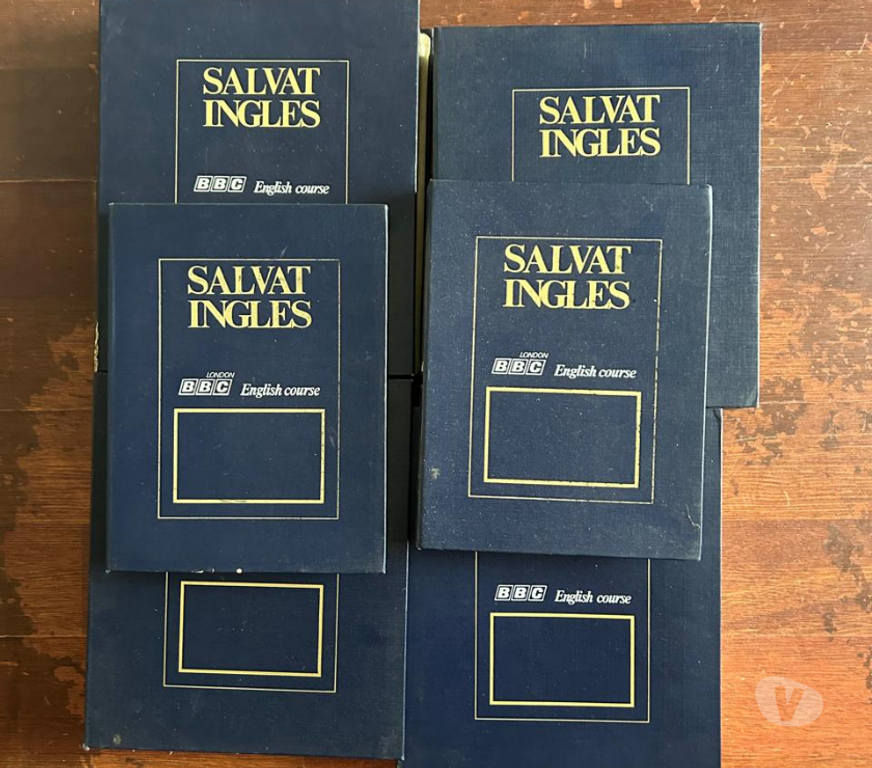 SALVAT
INGLES
BBC English course
SALVAT
INGLES
SALVAT
INGLES
LONDON
BBC English course
SALVAT
INGLES
LONDON
BBC English course
BBC English course
V